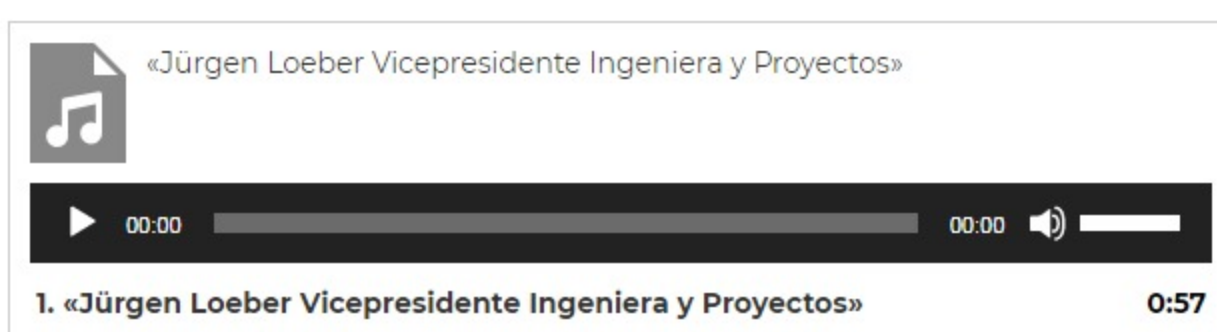 «Jürgen Loeber Vicepresidente Ingeniera y Proyectos»
00:00 00:00
1. «Jürgen Loeber Vicepresidente Ingeniera y Proyectos» 0:57